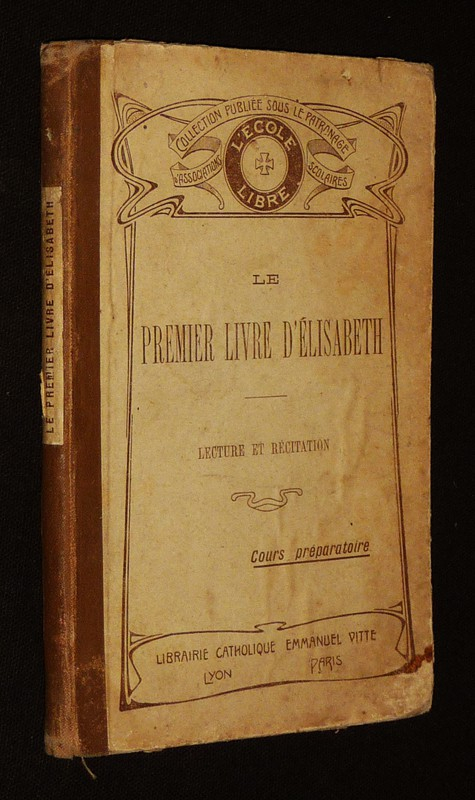 COLLECTION PUBLIÉE SOUS LE PATRONAGE
D'ASSOCIATIONS SCOLAIRES
L'ECOLE
LIBRE
LE
PREMIER LIVRE D'ÉLISABETH
LECTURE ET RÉCITATION
Cours préparatoire
LIBRAIRIE CATHOLIQUE EMMANUEL VITTE
LYON PARIS
LE PREMIER LIVRE D'ÉLISABETH